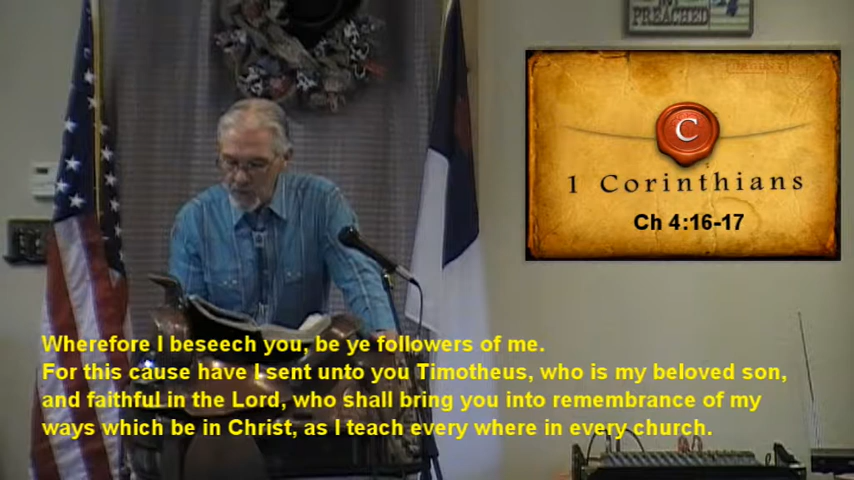 PREACHED
C
1 Corinthians
Ch 4:16-17
Wherefore I beseech you, be ye followers of me.
For this cause have I sent unto you Timotheus, who is my beloved son,
and faithful in the Lord, who shall bring you into remembrance of my
ways which be in Christ, as I teach every where in every church.